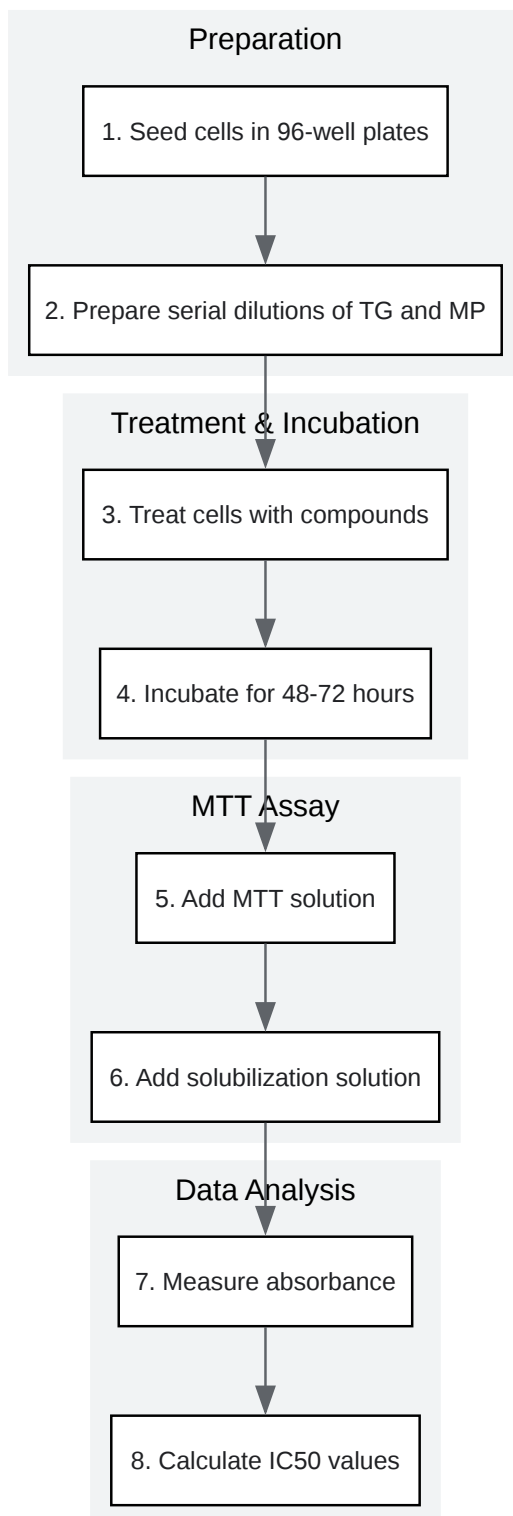 Preparation
1. Seed cells in 96-well plates
2. Prepare serial dilutions of TG and MP
Treatment & Incubation
3. Treat cells with compounds
4. Incubate for 48-72 hours
MTT Assay
5. Add MTT solution
6. Add solubilization solution
Data Analysis
7. Measure absorbance
8. Calculate IC50 values